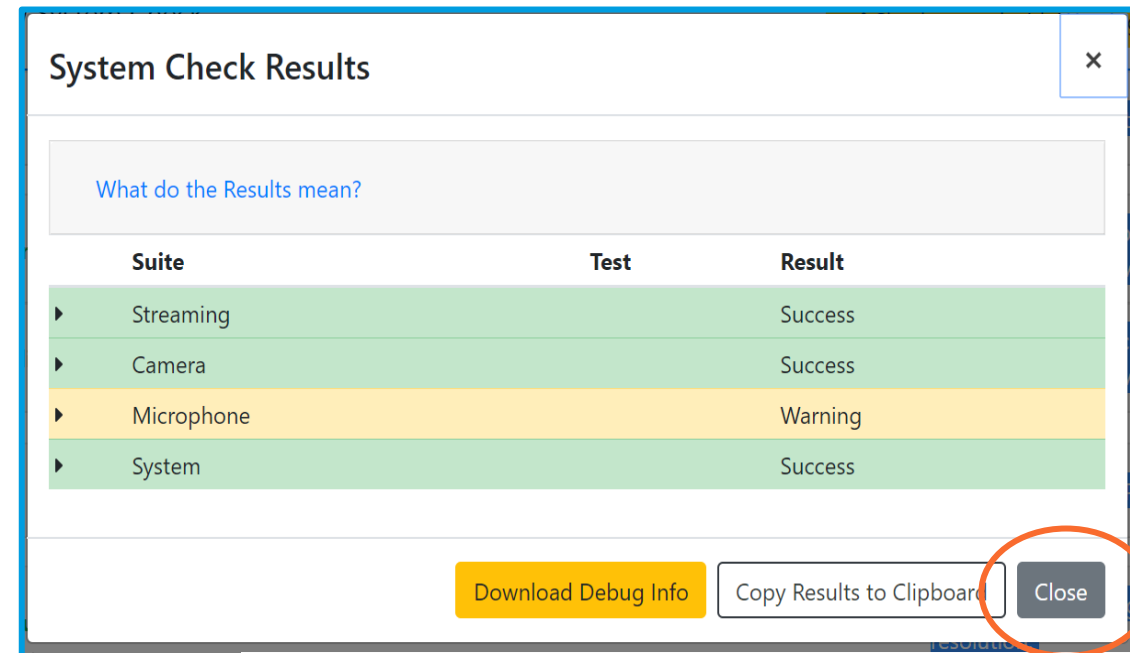 System Check Results
×
What do the Results mean?
Suite Test Result
Streaming Success
Camera Success
Microphone Warning
System Success
Download Debug Info Copy Results to Clipboard Close
resolution.